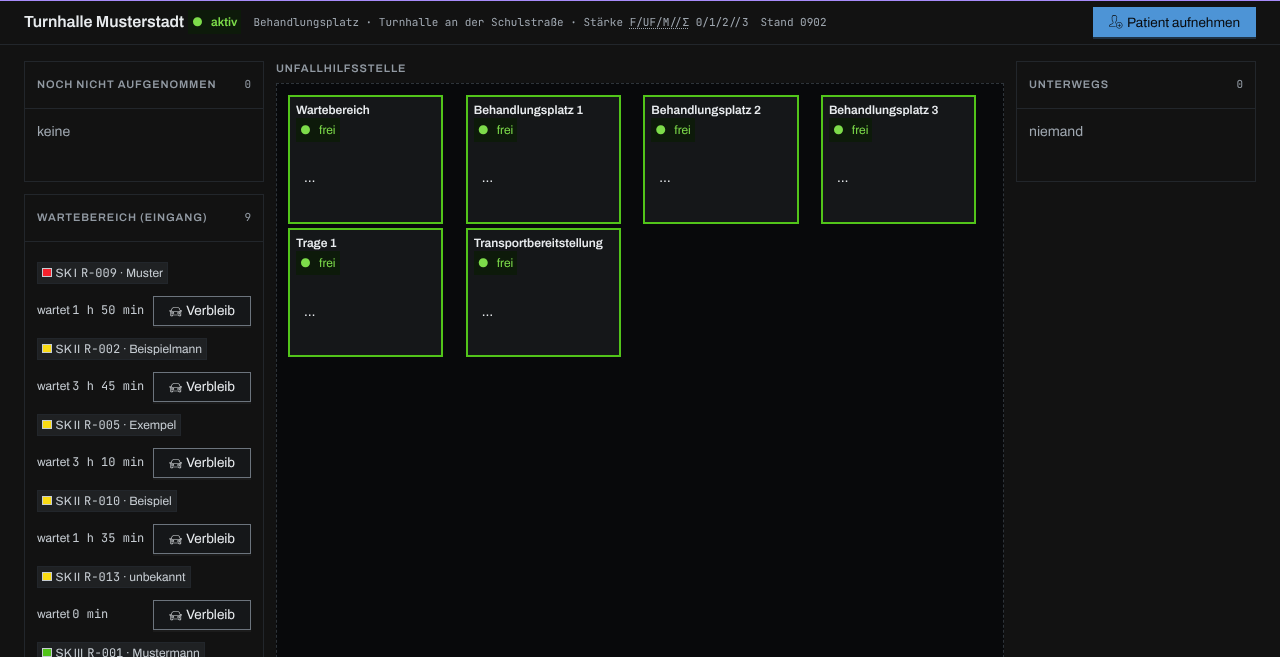 Turnhalle Musterstadt aktiv Behandlungsplatz · Turnhalle an der Schulstraße · Stärke F/UF/M//Σ 0/1/2//3 Stand 0902 Patient aufnehmen
NOCH NICHT AUFGENOMMEN 0
keine
WARTEBEREICH (EINGANG) 9
SK I R-009 · Muster
wartet 1 h 50 min Verbleib
SK II R-002 · Beispielmann
wartet 3 h 45 min Verbleib
SK II R-005 · Exempel
wartet 3 h 10 min Verbleib
SK II R-010 · Beispiel
wartet 1 h 35 min Verbleib
SK II R-013 · unbekannt
wartet 0 min Verbleib
SK III R-001 · Mustermann
UNFALLHILFSSTELLE
Wartebereich
frei
...
Behandlungsplatz 1
frei
...
Behandlungsplatz 2
frei
...
Behandlungsplatz 3
frei
...
Trage 1
frei
...
Transportbereitstellung
frei
...
UNTERWEGS 0
niemand